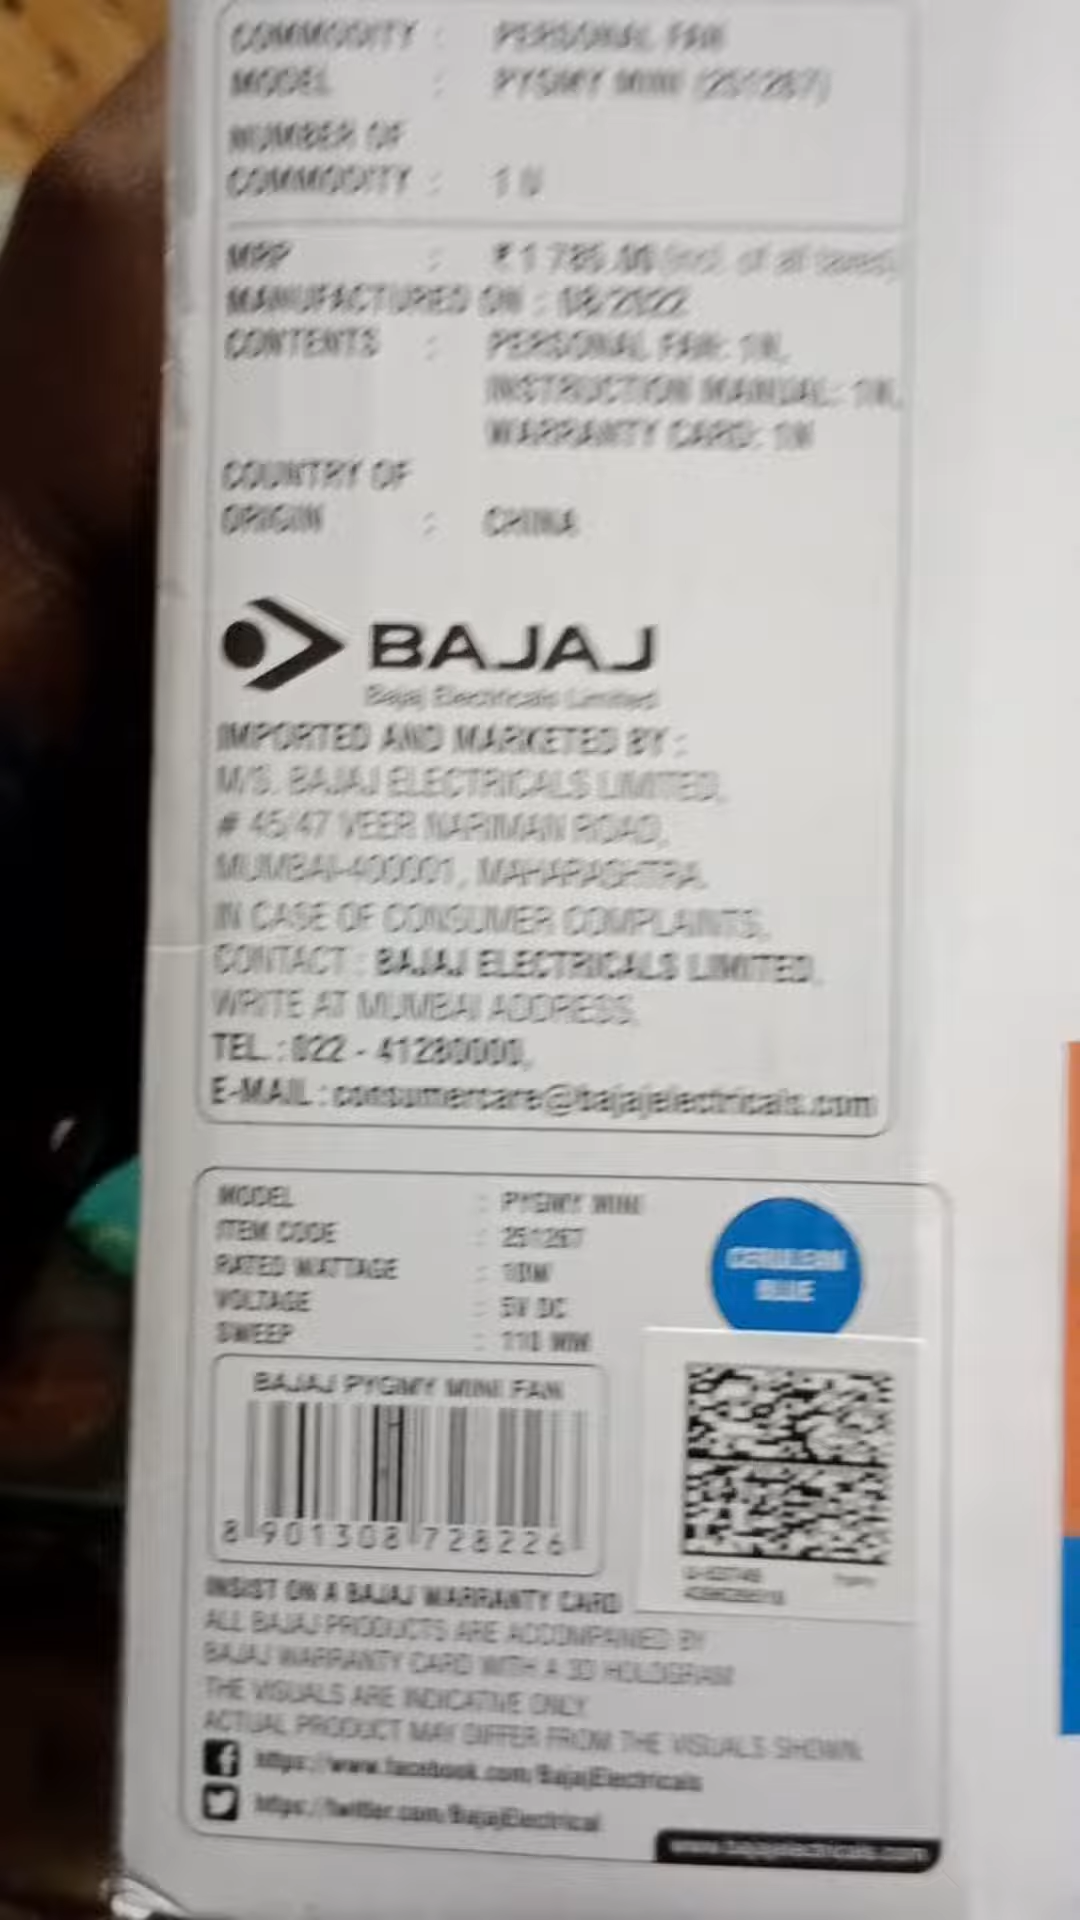 COMMODITY : PERSONAL FAN
MODEL : PYGMY MINI (251267)
NUMBER OF
COMMODITY : 1 U
MRP : ₹ 1 785.00 (incl. of all taxes)
MANUFACTURED ON : 08/2022
CONTENTS : PERSONAL FAN: 1N,
INSTRUCTION MANUAL: 1N,
WARRANTY CARD: 1N
COUNTRY OF
ORIGIN : CHINA
BAJAJ
Bajaj Electricals Limited
IMPORTED AND MARKETED BY :
M/S. BAJAJ ELECTRICALS LIMITED,
# 45/47 VEER NARIMAN ROAD,
MUMBAI-400001, MAHARASHTRA.
IN CASE OF CONSUMER COMPLAINTS,
CONTACT : BAJAJ ELECTRICALS LIMITED,
WRITE AT MUMBAI ADDRESS.
TEL.: 022 - 41280000,
E-MAIL : consumercare@bajajelectricals.com
MODEL : PYGMY MINI
ITEM CODE : 251267
RATED WATTAGE : 10W
VOLTAGE : 5V DC
SWEEP : 110 MM
CERULEAN
BLUE
BAJAJ PYGMY MINI FAN
8 901308 728226
INSIST ON A BAJAJ WARRANTY CARD
ALL BAJAJ PRODUCTS ARE ACCOMPANIED BY
BAJAJ WARRANTY CARD WITH A 3D HOLOGRAM
THE VISUALS ARE INDICATIVE ONLY.
ACTUAL PRODUCT MAY DIFFER FROM THE VISUALS SHOWN.
https://www.facebook.com/BajajElectricals
https://twitter.com/BajajElectrical
www.bajajelectricals.com